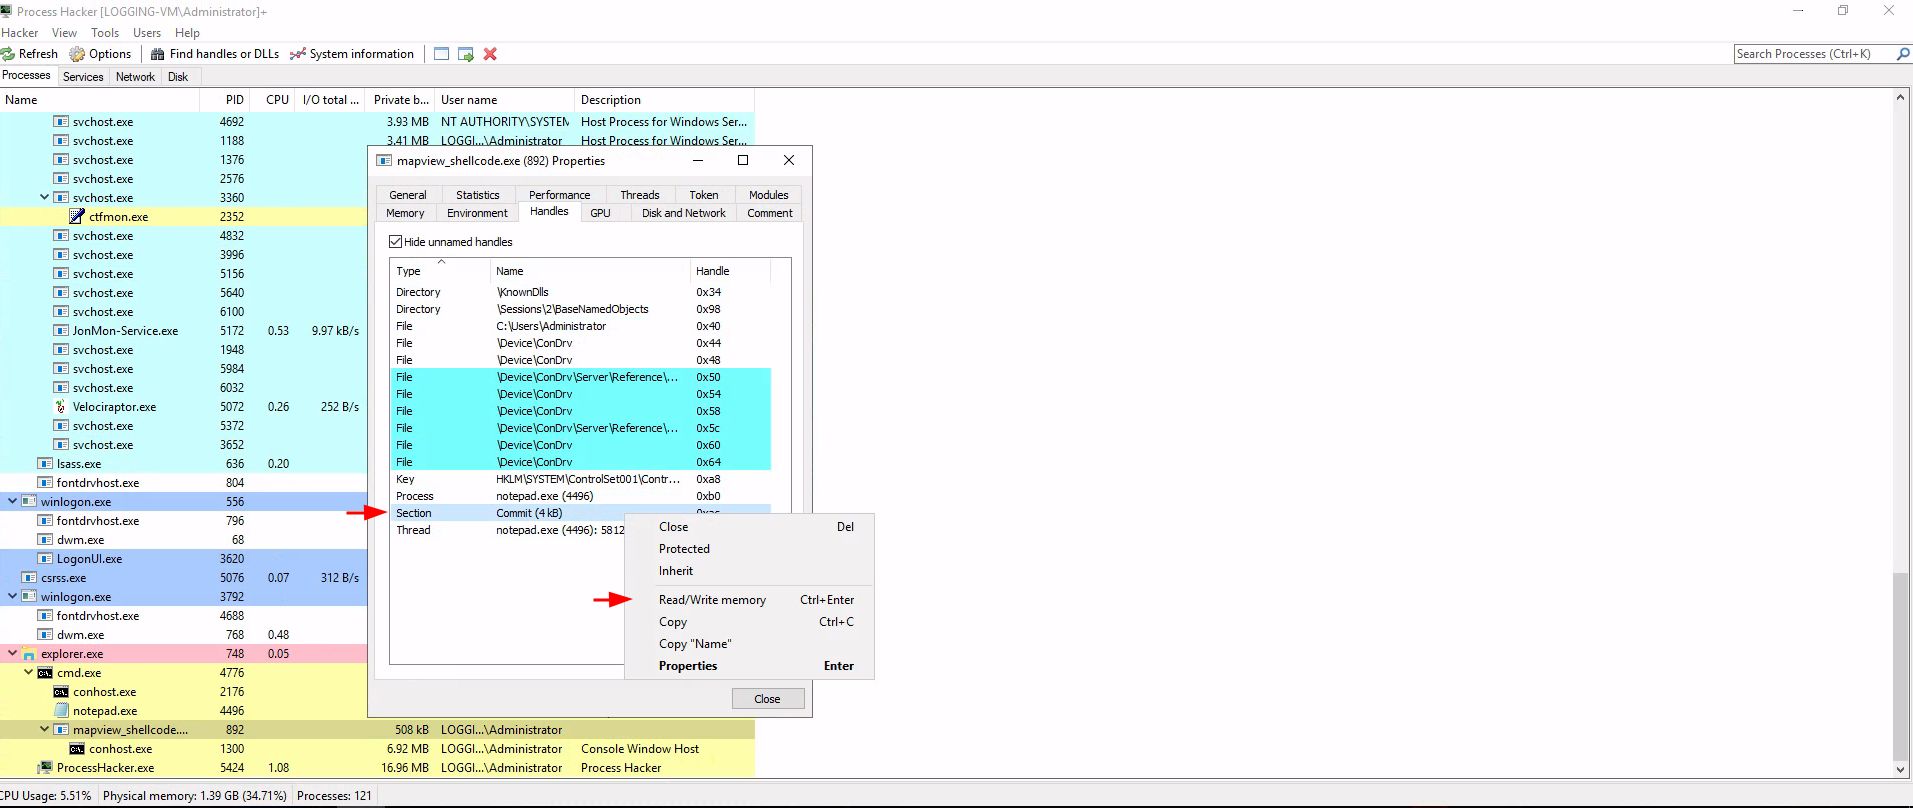 Process Hacker [LOGGING-VM\Administrator]+
Hacker View Tools Users Help
Refresh Options Find handles or DLLs System information Search Processes (Ctrl+K)
Processes Services Network Disk
Name PID CPU I/O total ... Private b... User name Description
svchost.exe 4692 3.93 MB NT AUTHORITY\SYSTEM Host Process for Windows Ser...
svchost.exe 1188 3.41 MB LOGGI...\Administrator Host Process for Windows Ser...
svchost.exe 1376
svchost.exe 2576
svchost.exe 3360
ctfmon.exe 2352
svchost.exe 4832
svchost.exe 3996
svchost.exe 5156
svchost.exe 5640
svchost.exe 6100
JonMon-Service.exe 5172 0.53 9.97 kB/s
svchost.exe 1948
svchost.exe 5984
svchost.exe 6032
Velociraptor.exe 5072 0.26 252 B/s
svchost.exe 5372
svchost.exe 3652
lsass.exe 636 0.20
fontdrvhost.exe 804
winlogon.exe 556
fontdrvhost.exe 796
dwm.exe 68
LogonUI.exe 3620
csrss.exe 5076 0.07 312 B/s
winlogon.exe 3792
fontdrvhost.exe 4688
dwm.exe 768 0.48
explorer.exe 748 0.05
cmd.exe 4776
conhost.exe 2176
notepad.exe 4496
mapview_shellcode.... 892 508 kB LOGGI...\Administrator
conhost.exe 1300 6.92 MB LOGGI...\Administrator Console Window Host
ProcessHacker.exe 5424 1.08 16.96 MB LOGGI...\Administrator Process Hacker
CPU Usage: 5.51% Physical memory: 1.39 GB (34.71%) Processes: 121
mapview_shellcode.exe (892) Properties
General Statistics Performance Threads Token Modules
Memory Environment Handles GPU Disk and Network Comment
Hide unnamed handles
Type Name Handle
Directory \KnownDlls 0x34
Directory \Sessions\2\BaseNamedObjects 0x98
File C:\Users\Administrator 0x40
File \Device\ConDrv 0x44
File \Device\ConDrv 0x48
File \Device\ConDrv\Server\Reference\... 0x50
File \Device\ConDrv 0x54
File \Device\ConDrv 0x58
File \Device\ConDrv\Server\Reference\... 0x5c
File \Device\ConDrv 0x60
File \Device\ConDrv 0x64
Key HKLM\SYSTEM\ControlSet001\Contr... 0xa8
Process notepad.exe (4496) 0xb0
Section Commit (4 kB)
Thread notepad.exe (4496): 5812
Close Del
Protected
Inherit
Read/Write memory Ctrl+Enter
Copy Ctrl+C
Copy "Name"
Properties Enter
Close